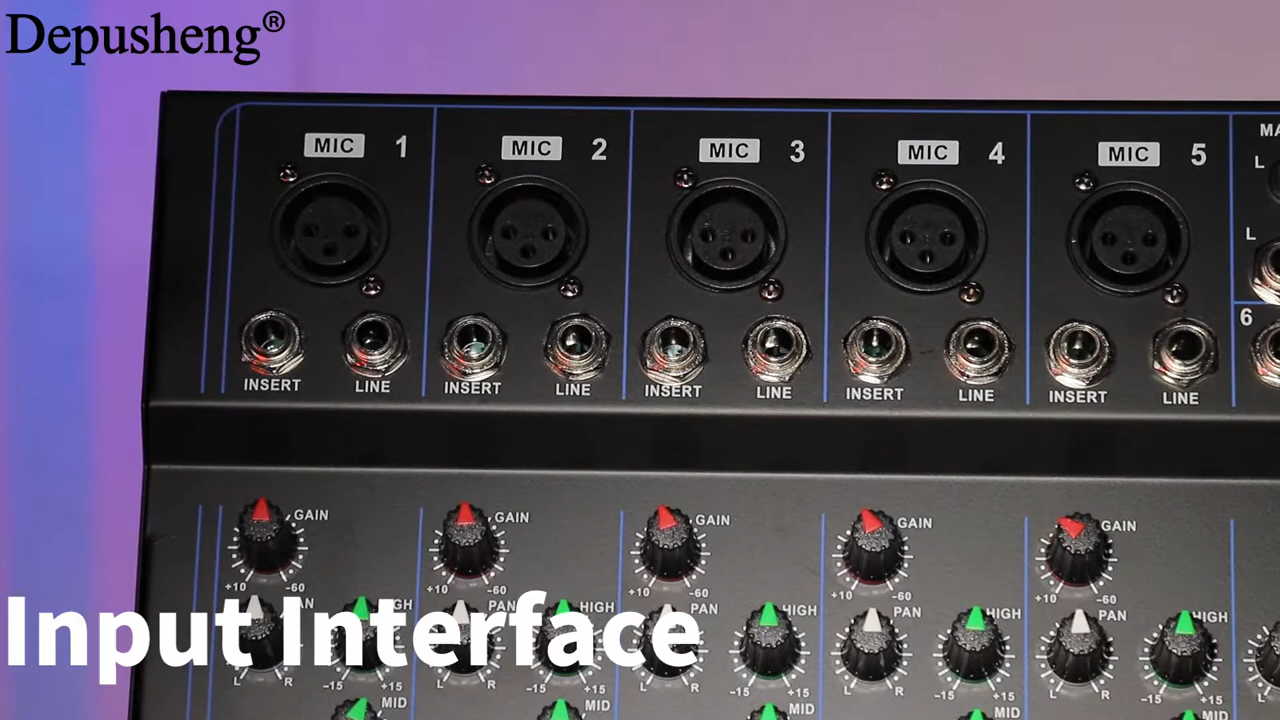 Depusheng®
MIC 1 MIC 2 MIC 3 MIC 4 MIC 5
L
L
6
INSERT LINE INSERT LINE INSERT LINE INSERT LINE INSERT LINE
GAIN GAIN GAIN GAIN GAIN
+10 -60 +10 -60 +10 -60 +10 -60 +10 -60
PAN HIGH PAN HIGH PAN HIGH PAN HIGH
Input Interface
L R -15 +15 L R -15 +15 L R -15 +15 L R -15 +15 L R -15 +15
MID MID MID MID MID